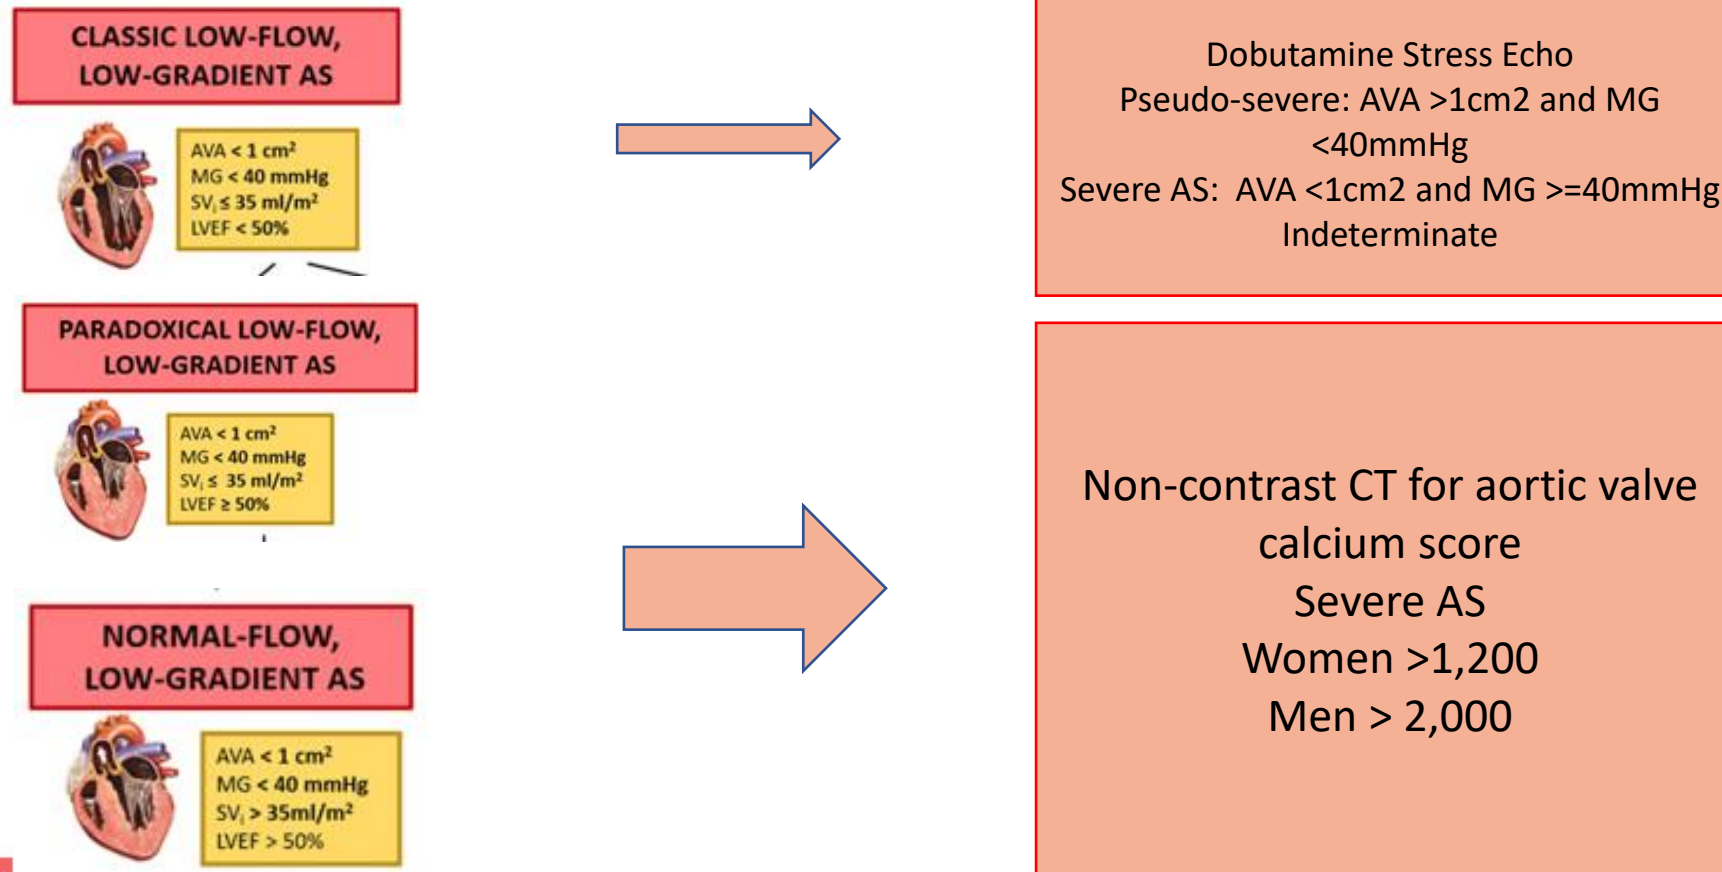 CLASSIC LOW-FLOW,
LOW-GRADIENT AS
AVA < 1 cm²
MG < 40 mmHg
SVᵢ ≤ 35 ml/m²
LVEF < 50%
Dobutamine Stress Echo
Pseudo-severe: AVA >1cm2 and MG
<40mmHg
Severe AS:  AVA <1cm2 and MG >=40mmHg
Indeterminate
PARADOXICAL LOW-FLOW,
LOW-GRADIENT AS
AVA < 1 cm²
MG < 40 mmHg
SVᵢ ≤ 35 ml/m²
LVEF ≥ 50%
NORMAL-FLOW,
LOW-GRADIENT AS
AVA < 1 cm²
MG < 40 mmHg
SVᵢ > 35ml/m²
LVEF > 50%
Non-contrast CT for aortic valve
calcium score
Severe AS
Women >1,200
Men > 2,000